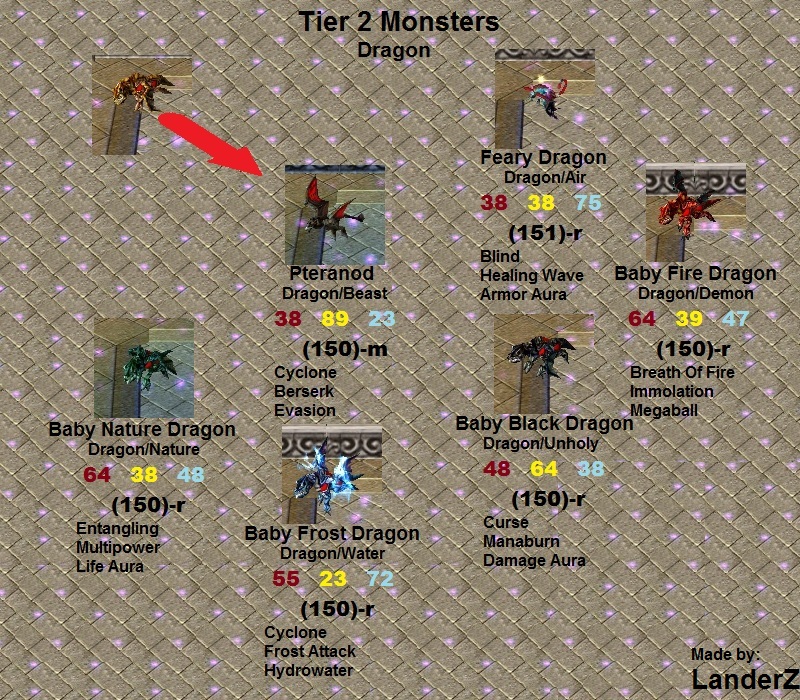 Tier 2 Monsters
Dragon
Feary Dragon
Dragon/Air
38 38 75
(151)-r
Blind
Healing Wave
Armor Aura
Pteranod
Dragon/Beast
38 89 23
(150)-m
Cyclone
Berserk
Evasion
Baby Fire Dragon
Dragon/Demon
64 39 47
(150)-r
Breath Of Fire
Immolation
Megaball
Baby Nature Dragon
Dragon/Nature
64 38 48
(150)-r
Entangling
Multipower
Life Aura
Baby Black Dragon
Dragon/Unholy
48 64 38
(150)-r
Curse
Manaburn
Damage Aura
Baby Frost Dragon
Dragon/Water
55 23 72
(150)-r
Cyclone
Frost Attack
Hydrowater
Made by:
LanderZ